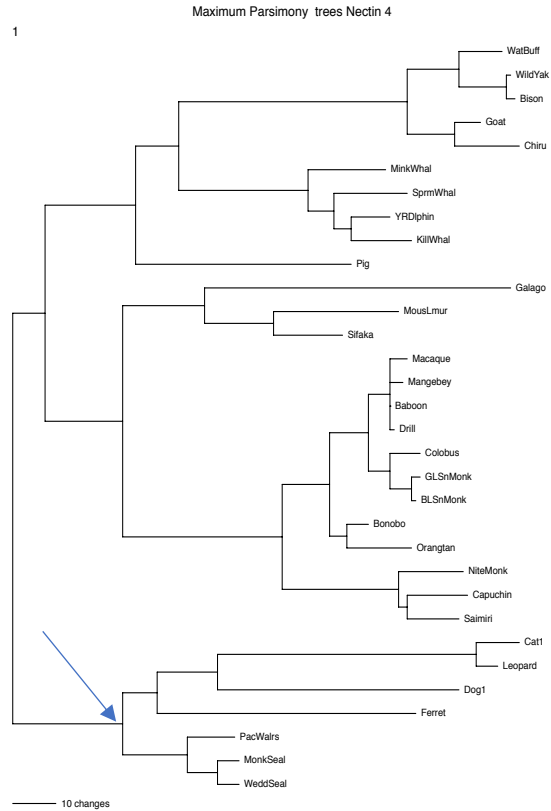 Maximum Parsimony trees Nectin 4
1
WatBuff
WildYak
Bison
Goat
Chiru
MinkWhal
SprmWhal
YRDlphin
KillWhal
Pig
Galago
MousLmur
Sifaka
Macaque
Mangebey
Baboon
Drill
Colobus
GLSnMonk
BLSnMonk
Bonobo
Orangtan
NiteMonk
Capuchin
Saimiri
Cat1
Leopard
Dog1
Ferret
PacWalrs
MonkSeal
WeddSeal
10 changes